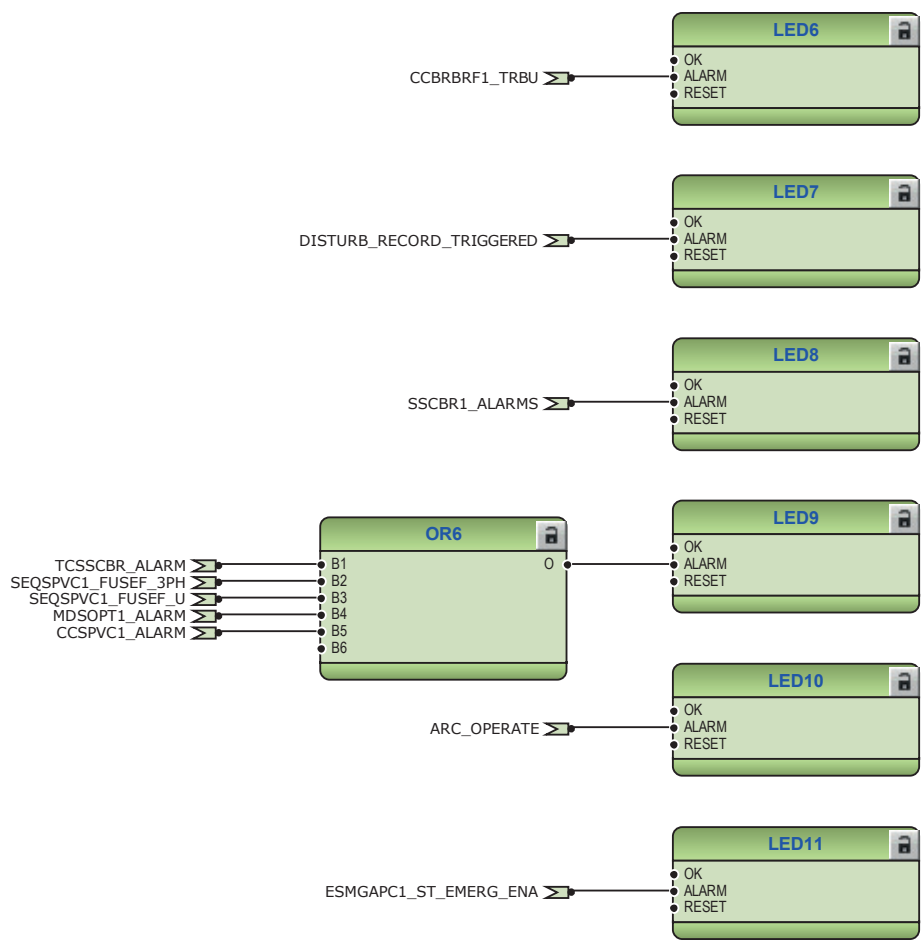 LED6
OK
CCBRBRF1_TRBU
ALARM
RESET
LED7
OK
DISTURB_RECORD_TRIGGERED
ALARM
RESET
LED8
OK
SSCBR1_ALARMS
ALARM
RESET
OR6
TCSSCBR_ALARM
SEQSPVC1_FUSEF_3PH
SEQSPVC1_FUSEF_U
MDSOPT1_ALARM
CCSPVC1_ALARM
B1
B2
B3
B4
B5
B6
O
LED9
OK
ALARM
RESET
LED10
OK
ARC_OPERATE
ALARM
RESET
LED11
OK
ESMGAPC1_ST_EMERG_ENA
ALARM
RESET